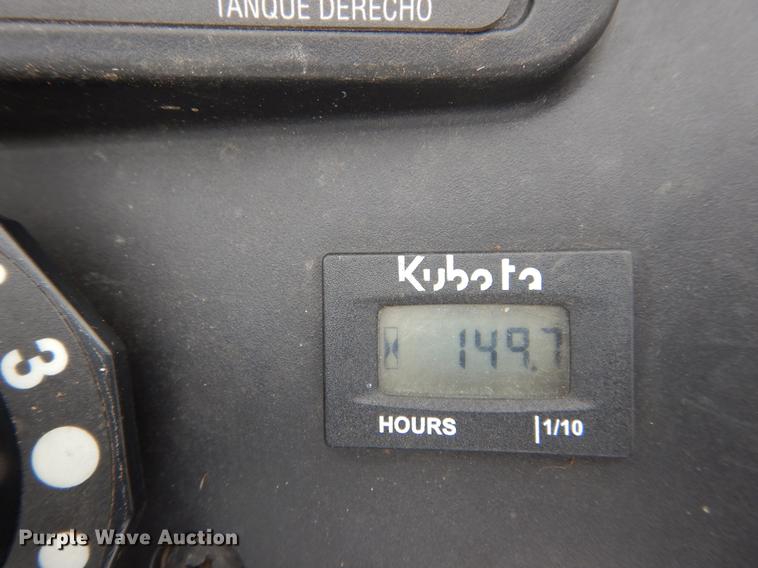 TANQUE DERECHO
Kubota
149.7
HOURS 1/10
3
Purple Wave Auction